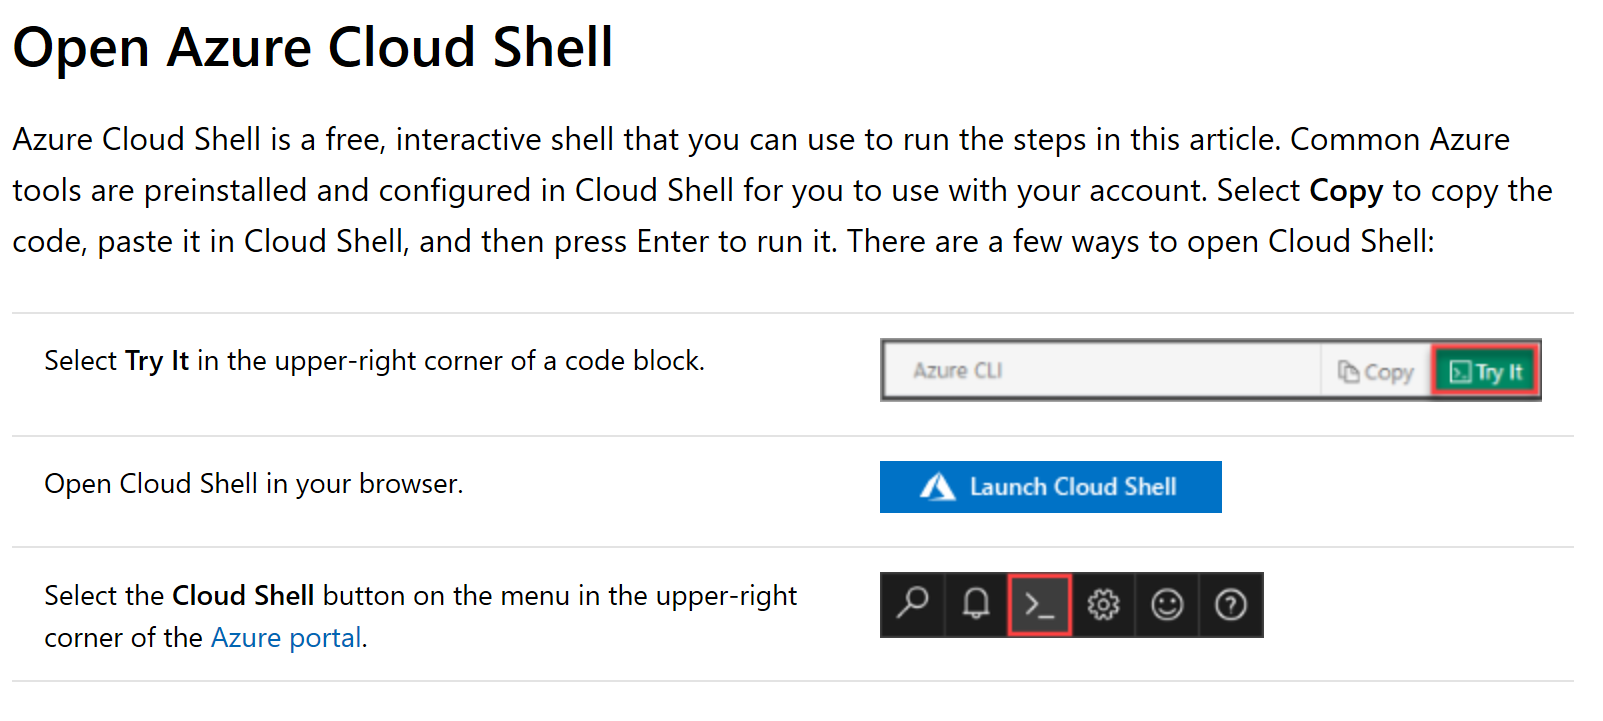 Open Azure Cloud Shell
Azure Cloud Shell is a free, interactive shell that you can use to run the steps in this article. Common Azure
tools are preinstalled and configured in Cloud Shell for you to use with your account. Select Copy to copy the
code, paste it in Cloud Shell, and then press Enter to run it. There are a few ways to open Cloud Shell:
Select Try It in the upper-right corner of a code block.
Azure CLI Copy Try It
Open Cloud Shell in your browser.
Launch Cloud Shell
Select the Cloud Shell button on the menu in the upper-right
corner of the Azure portal.